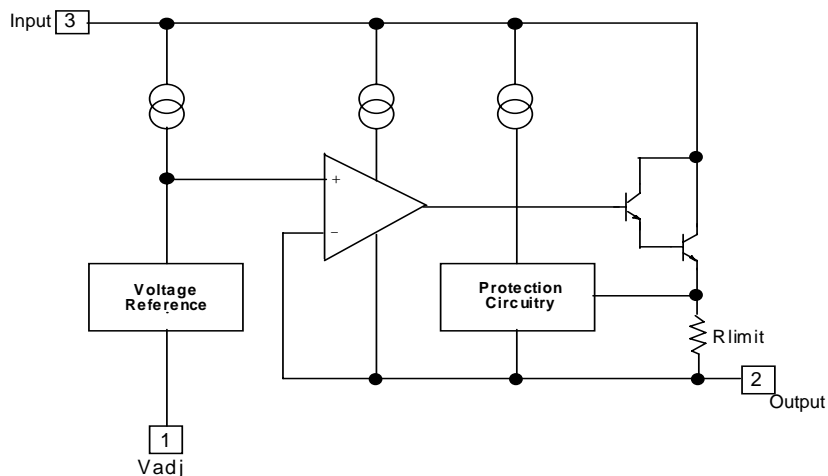 Input 3
+
−
Voltage
Reference
Protection
Circuitry
Rlimit
2
Output
1
Vadj